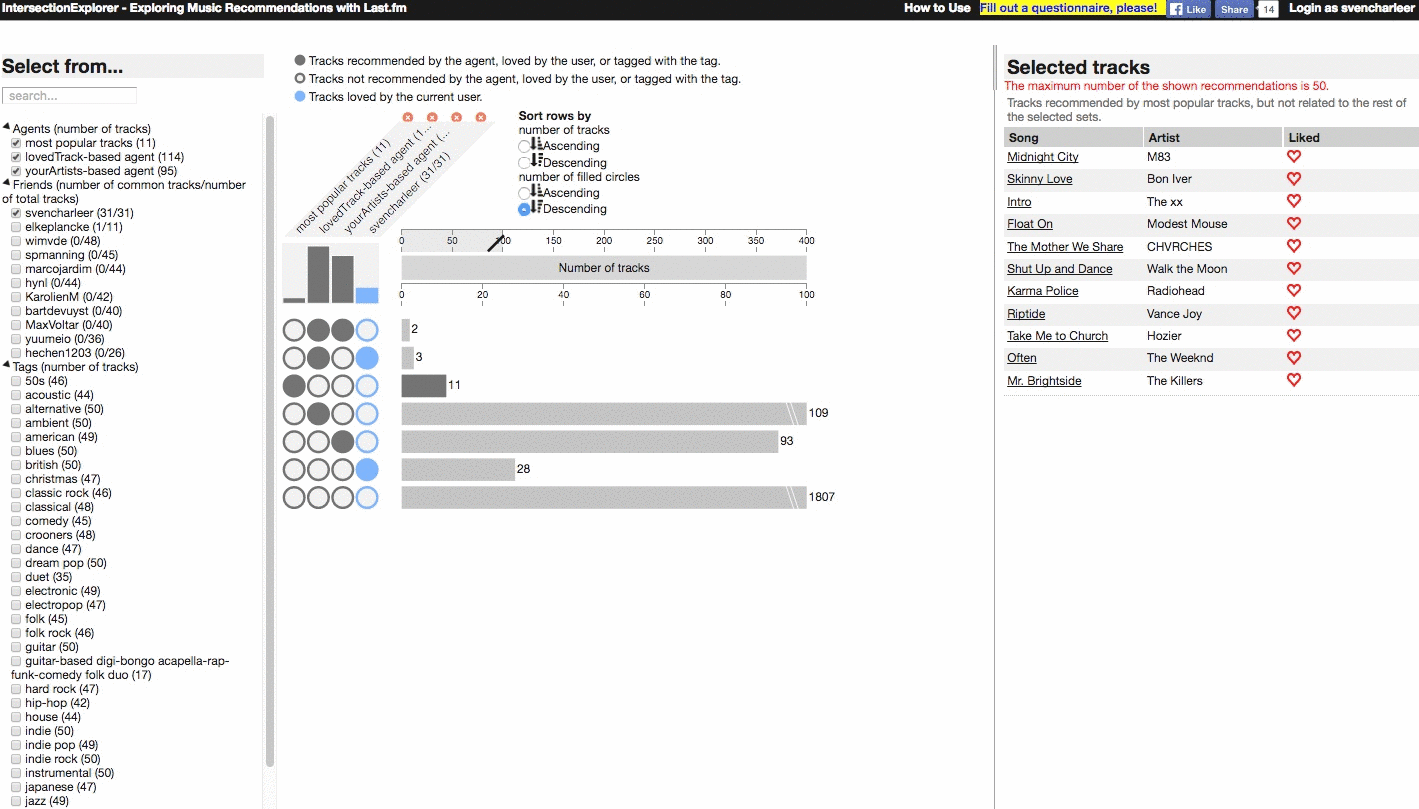 IntersectionExplorer - Exploring Music Recommendations with Last.fm
How to Use
Fill out a questionnaire, please!
Like
Share
14
Login as svencharleer
Select from...
search...
Agents (number of tracks)
most popular tracks (11)
lovedTrack-based agent (114)
yourArtists-based agent (95)
Friends (number of common tracks/number
of total tracks)
svencharleer (31/31)
elkeplancke (1/11)
wimvde (0/48)
spmanning (0/45)
marcojardim (0/44)
hynl (0/44)
KarolienM (0/42)
bartdevuyst (0/40)
MaxVoltar (0/40)
yuumeio (0/36)
hechen1203 (0/26)
Tags (number of tracks)
50s (46)
acoustic (44)
alternative (50)
ambient (50)
american (49)
blues (50)
british (50)
christmas (47)
classic rock (46)
classical (48)
comedy (45)
crooners (48)
dance (47)
dream pop (50)
duet (35)
electronic (49)
electropop (47)
folk (45)
folk rock (46)
guitar (50)
guitar-based digi-bongo acapella-rap-
funk-comedy folk duo (17)
hard rock (47)
hip-hop (42)
house (44)
indie (50)
indie pop (49)
indie rock (50)
instrumental (50)
japanese (47)
jazz (49)
Tracks recommended by the agent, loved by the user, or tagged with the tag.
Tracks not recommended by the agent, loved by the user, or tagged with the tag.
Tracks loved by the current user.
most popular tracks (11)
lovedTrack-based agent (1...
yourArtists-based agent (...
svencharleer (31/31)
Sort rows by
number of tracks
Ascending
Descending
number of filled circles
Ascending
Descending
0 50 100 150 200 250 300 350 400
Number of tracks
0 20 40 60 80 100
2
3
11
109
93
28
1807
Selected tracks
The maximum number of the shown recommendations is 50.
Tracks recommended by most popular tracks, but not related to the rest of
the selected sets.
Song Artist Liked
Midnight City M83
Skinny Love Bon Iver
Intro The xx
Float On Modest Mouse
The Mother We Share CHVRCHES
Shut Up and Dance Walk the Moon
Karma Police Radiohead
Riptide Vance Joy
Take Me to Church Hozier
Often The Weeknd
Mr. Brightside The Killers